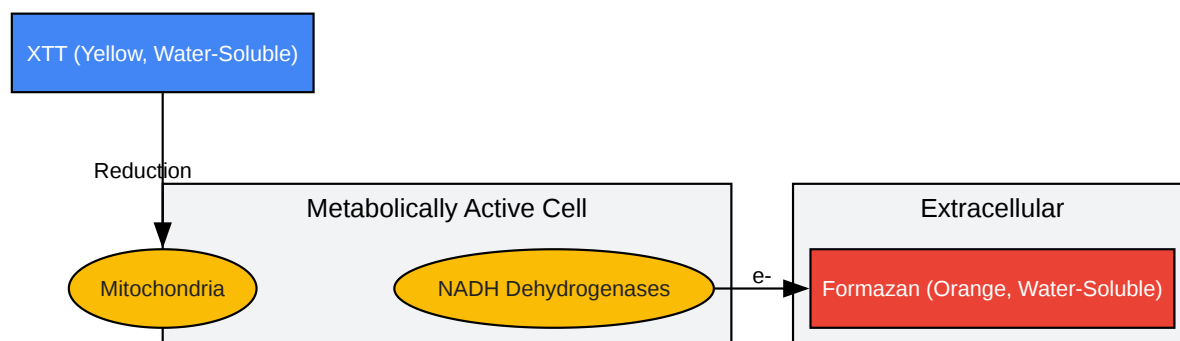 XTT (Yellow, Water-Soluble)
Reduction
Metabolically Active Cell
Extracellular
Mitochondria
NADH Dehydrogenases
e-
Formazan (Orange, Water-Soluble)